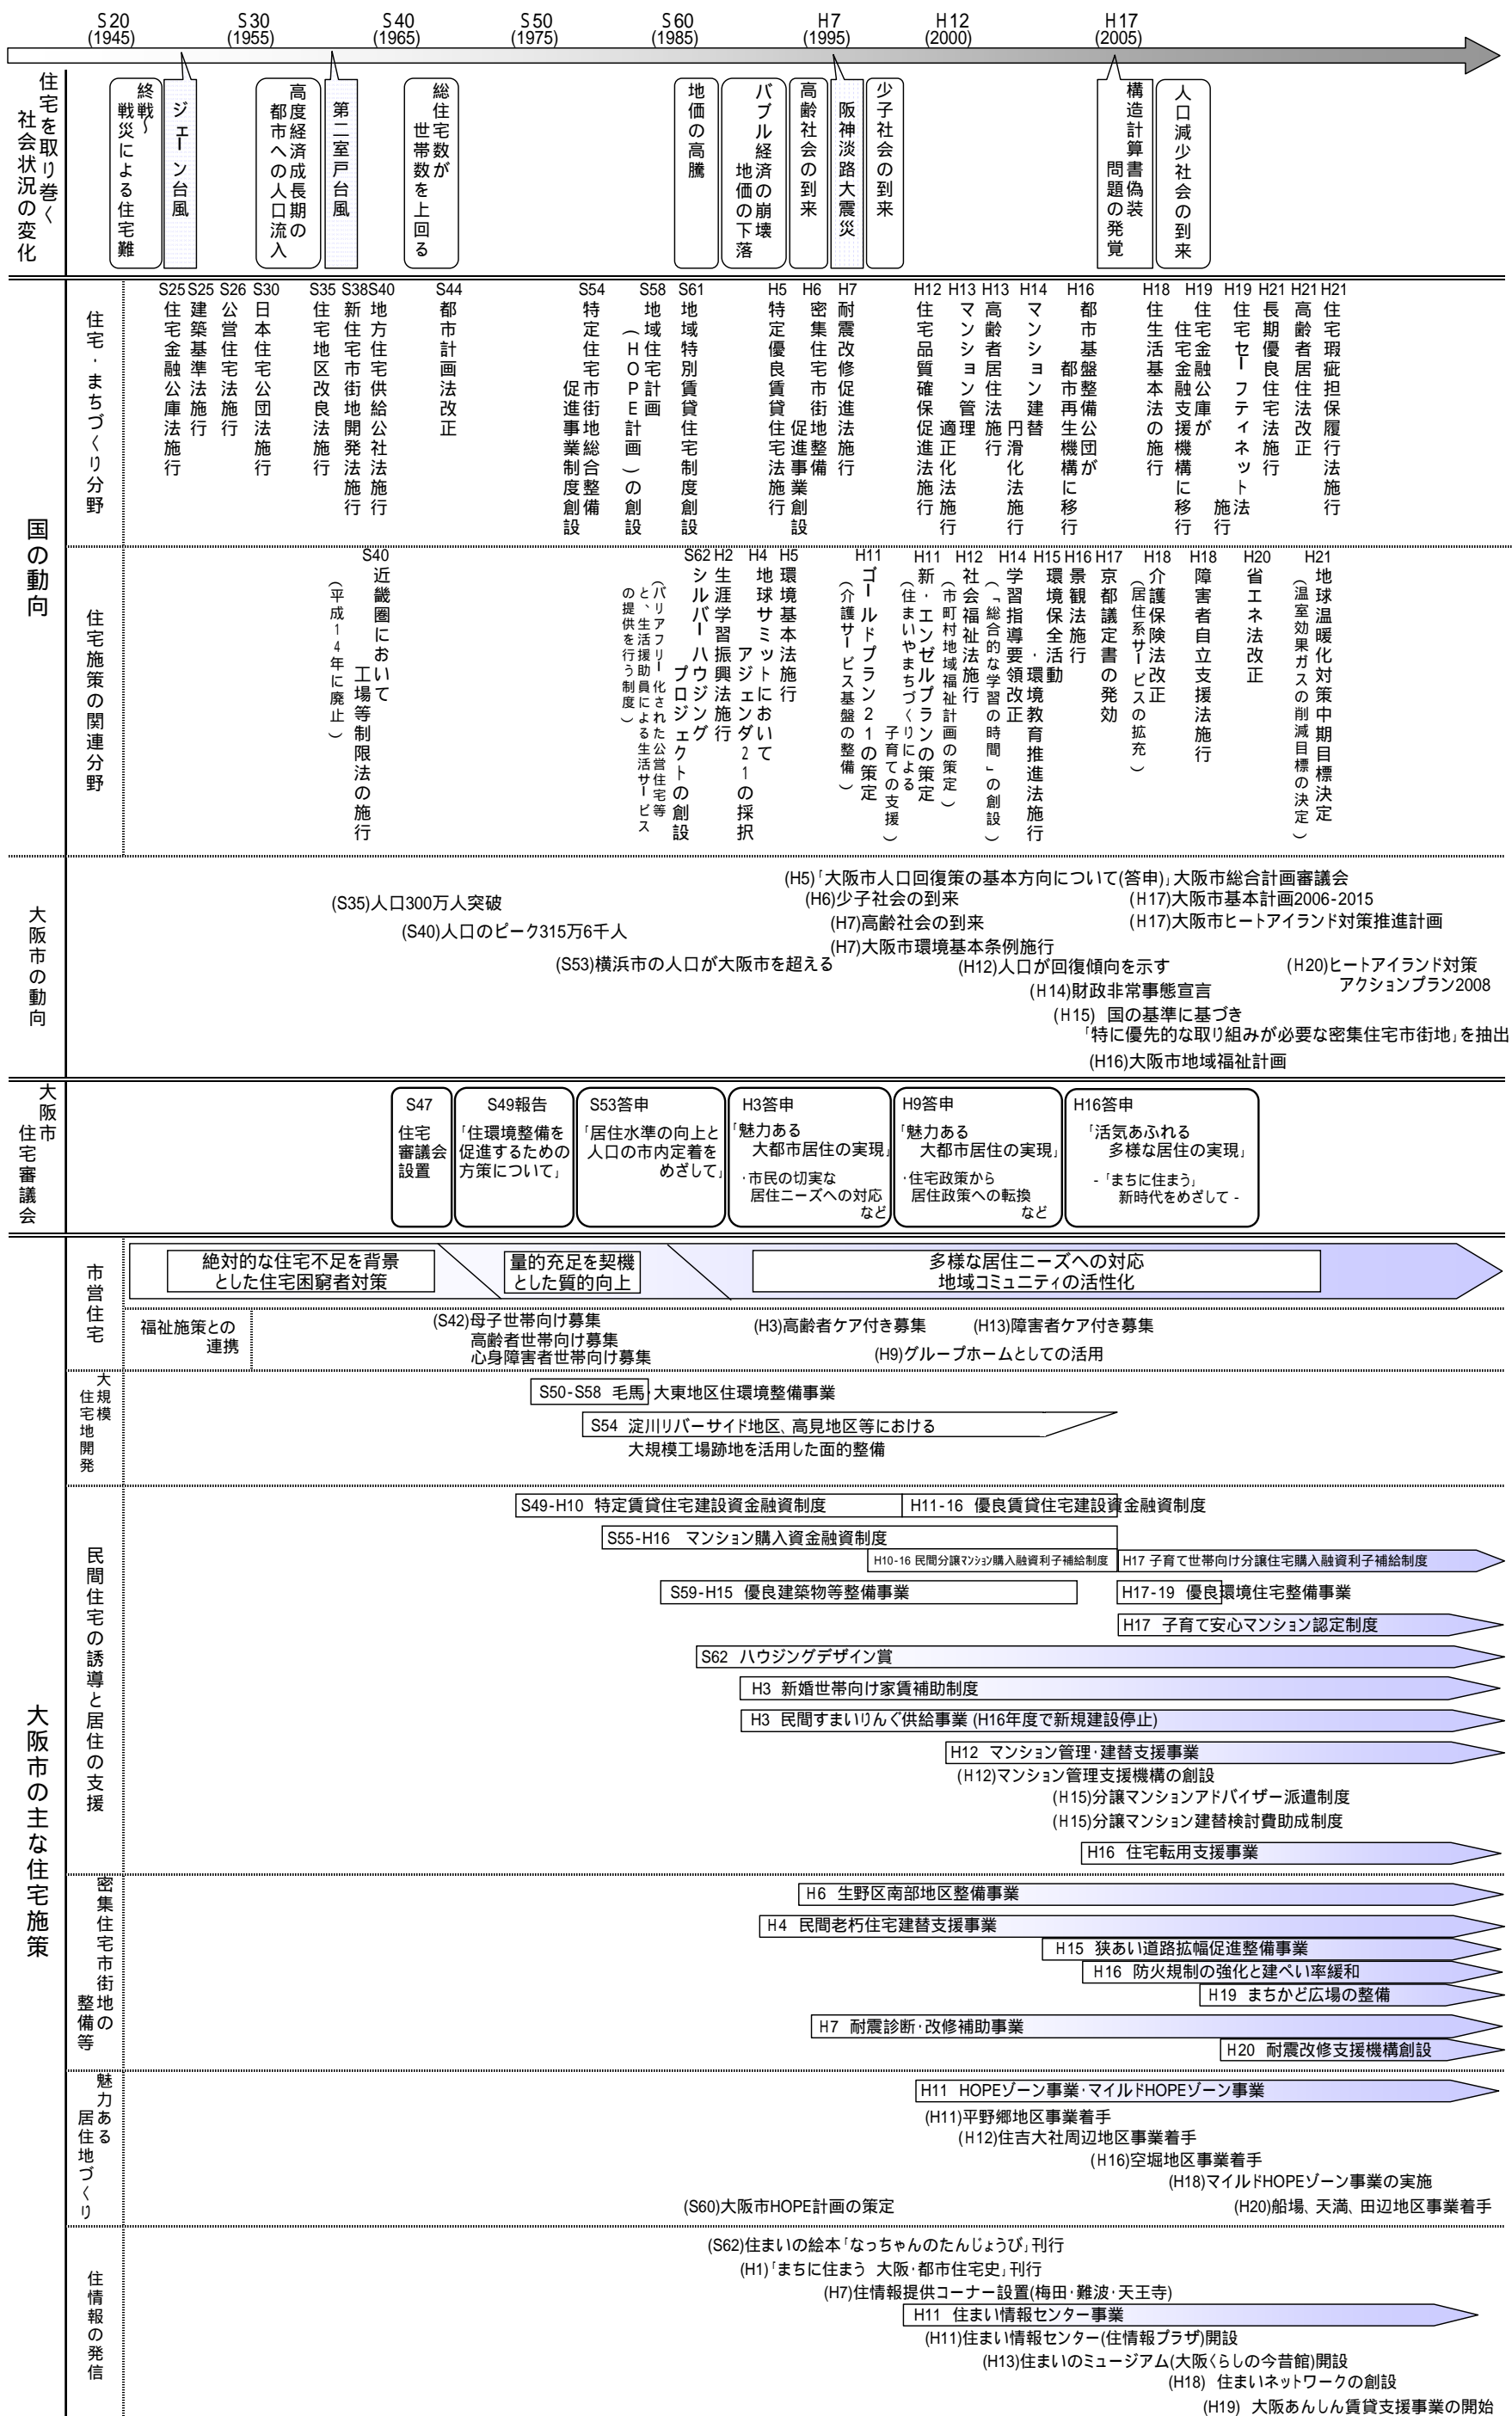 S20 S30 S40 S50 S60 H7 H12 H17
(1945) (1955) (1965) (1975) (1985) (1995) (2000) (2005)
住宅を取り巻く
社会状況の変化
終戦～
戦災による住宅難
ジェーン台風
高度経済成長期の
都市への人口流入
第二室戸台風
総住宅数が
世帯数を上回る
地価の高騰
バブル経済の崩壊
地価の下落
高齢社会の到来
阪神淡路大震災
少子社会の到来
構造計算書偽装
問題の発覚
人口減少社会の到来
国の動向
住宅・まちづくり分野
S25 住宅金融公庫法施行
S25 建築基準法施行
S26 公営住宅法施行
S30 日本住宅公団法施行
S35 住宅地区改良法施行
S38 新住宅市街地開発法施行
S40 地方住宅供給公社法施行
S44 都市計画法改正
S54 特定住宅市街地総合整備
促進事業制度創設
S58 地域住宅計画
（HOPE計画）の創設
S61 地域特別賃貸住宅制度創設
H5 特定優良賃貸住宅法施行
H6 密集住宅市街地整備
促進事業創設
H7 耐震改修促進法施行
H12 住宅品質確保促進法施行
H13 マンション管理
適正化法施行
H13 高齢者居住法施行
H14 マンション建替
円滑化法施行
H16 都市基盤整備公団が
都市再生機構に移行
H18 住生活基本法の施行
H19 住宅金融公庫が
住宅金融支援機構に移行
H19 住宅セーフティネット法
施行
H21 長期優良住宅法施行
H21 高齢者居住法改正
H21 住宅瑕疵担保履行法施行
住宅施策の関連分野
S40 近畿圏において
工場等制限法の施行
（平成14年に廃止）
S62 シルバーハウジング
プロジェクトの創設
（バリアフリー化された公営住宅等
と、生活援助員による生活サービス
の提供を行う制度）
H2 生涯学習振興法施行
H4 地球サミットにおいて
アジェンダ21の採択
H5 環境基本法施行
H11 ゴールドプラン21の策定
（介護サービス基盤の整備）
H11 新・エンゼルプランの策定
（住まいやまちづくりによる
子育ての支援）
H12 社会福祉法施行
（市町村地域福祉計画の策定）
H14 学習指導要領改正
（「総合的な学習の時間」の創設）
H15 環境保全活動
・環境教育推進法施行
H16 景観法施行
H17 京都議定書の発効
H18 介護保険法改正
（居住系サービスの拡充）
H18 障害者自立支援法施行
H20 省エネ法改正
H21 地球温暖化対策中期目標決定
（温室効果ガスの削減目標の決定）
大阪市の動向
(H5)「大阪市人口回復策の基本方向について(答申)」大阪市総合計画審議会
(S35)人口300万人突破
(H6)少子社会の到来
(H17)大阪市基本計画2006-2015
(S40)人口のピーク315万6千人
(H7)高齢社会の到来
(H17)大阪市ヒートアイランド対策推進計画
(H7)大阪市環境基本条例施行
(S53)横浜市の人口が大阪市を超える
(H12)人口が回復傾向を示す
(H20)ヒートアイランド対策
アクションプラン2008
(H14)財政非常事態宣言
(H15) 国の基準に基づき
「特に優先的な取り組みが必要な密集住宅市街地」を抽出
(H16)大阪市地域福祉計画
大阪市
住宅審議会
S47
住宅
審議会
設置
S49報告
「住環境整備を
促進するための
方策について」
S53答申
「居住水準の向上と
人口の市内定着を
めざして」
H3答申
「魅力ある
大都市居住の実現」
・市民の切実な
居住ニーズへの対応
など
H9答申
「魅力ある
大都市居住の実現」
・住宅政策から
居住政策への転換
など
H16答申
「活気あふれる
多様な居住の実現」
-「まちに住まう」
新時代をめざして -
大阪市の主な住宅施策
市営住宅
絶対的な住宅不足を背景
とした住宅困窮者対策
量的充足を契機
とした質的向上
多様な居住ニーズへの対応
地域コミュニティの活性化
福祉施策との
連携
(S42)母子世帯向け募集
高齢者世帯向け募集
心身障害者世帯向け募集
(H3)高齢者ケア付き募集
(H13)障害者ケア付き募集
(H9)グループホームとしての活用
大規模
住宅地開発
S50-S58 毛馬・大東地区住環境整備事業
S54 淀川リバーサイド地区、高見地区等における
大規模工場跡地を活用した面的整備
民間住宅の誘導と居住の支援
S49-H10 特定賃貸住宅建設資金融資制度
H11-16 優良賃貸住宅建設資金融資制度
S55-H16 マンション購入資金融資制度
H10-16 民間分譲マンション購入融資利子補給制度
H17 子育て世帯向け分譲住宅購入融資利子補給制度
S59-H15 優良建築物等整備事業
H17-19 優良環境住宅整備事業
H17 子育て安心マンション認定制度
S62 ハウジングデザイン賞
H3 新婚世帯向け家賃補助制度
H3 民間すまいりんぐ供給事業 (H16年度で新規建設停止)
H12 マンション管理・建替支援事業
(H12)マンション管理支援機構の創設
(H15)分譲マンションアドバイザー派遣制度
(H15)分譲マンション建替検討費助成制度
H16 住宅転用支援事業
密集住宅市街地の
整備等
H6 生野区南部地区整備事業
H4 民間老朽住宅建替支援事業
H15 狭あい道路拡幅促進整備事業
H16 防火規制の強化と建ぺい率緩和
H19 まちかど広場の整備
H7 耐震診断・改修補助事業
H20 耐震改修支援機構創設
魅力ある
居住地づくり
H11 HOPEゾーン事業・マイルドHOPEゾーン事業
(H11)平野郷地区事業着手
(H12)住吉大社周辺地区事業着手
(H16)空堀地区事業着手
(H18)マイルドHOPEゾーン事業の実施
(S60)大阪市HOPE計画の策定
(H20)船場、天満、田辺地区事業着手
住情報の発信
(S62)住まいの絵本「なっちゃんのたんじょうび」刊行
(H1)「まちに住まう 大阪・都市住宅史」刊行
(H7)住情報提供コーナー設置(梅田・難波・天王寺)
H11 住まい情報センター事業
(H11)住まい情報センター(住情報プラザ)開設
(H13)住まいのミュージアム(大阪くらしの今昔館)開設
(H18) 住まいネットワークの創設
(H19) 大阪あんしん賃貸支援事業の開始